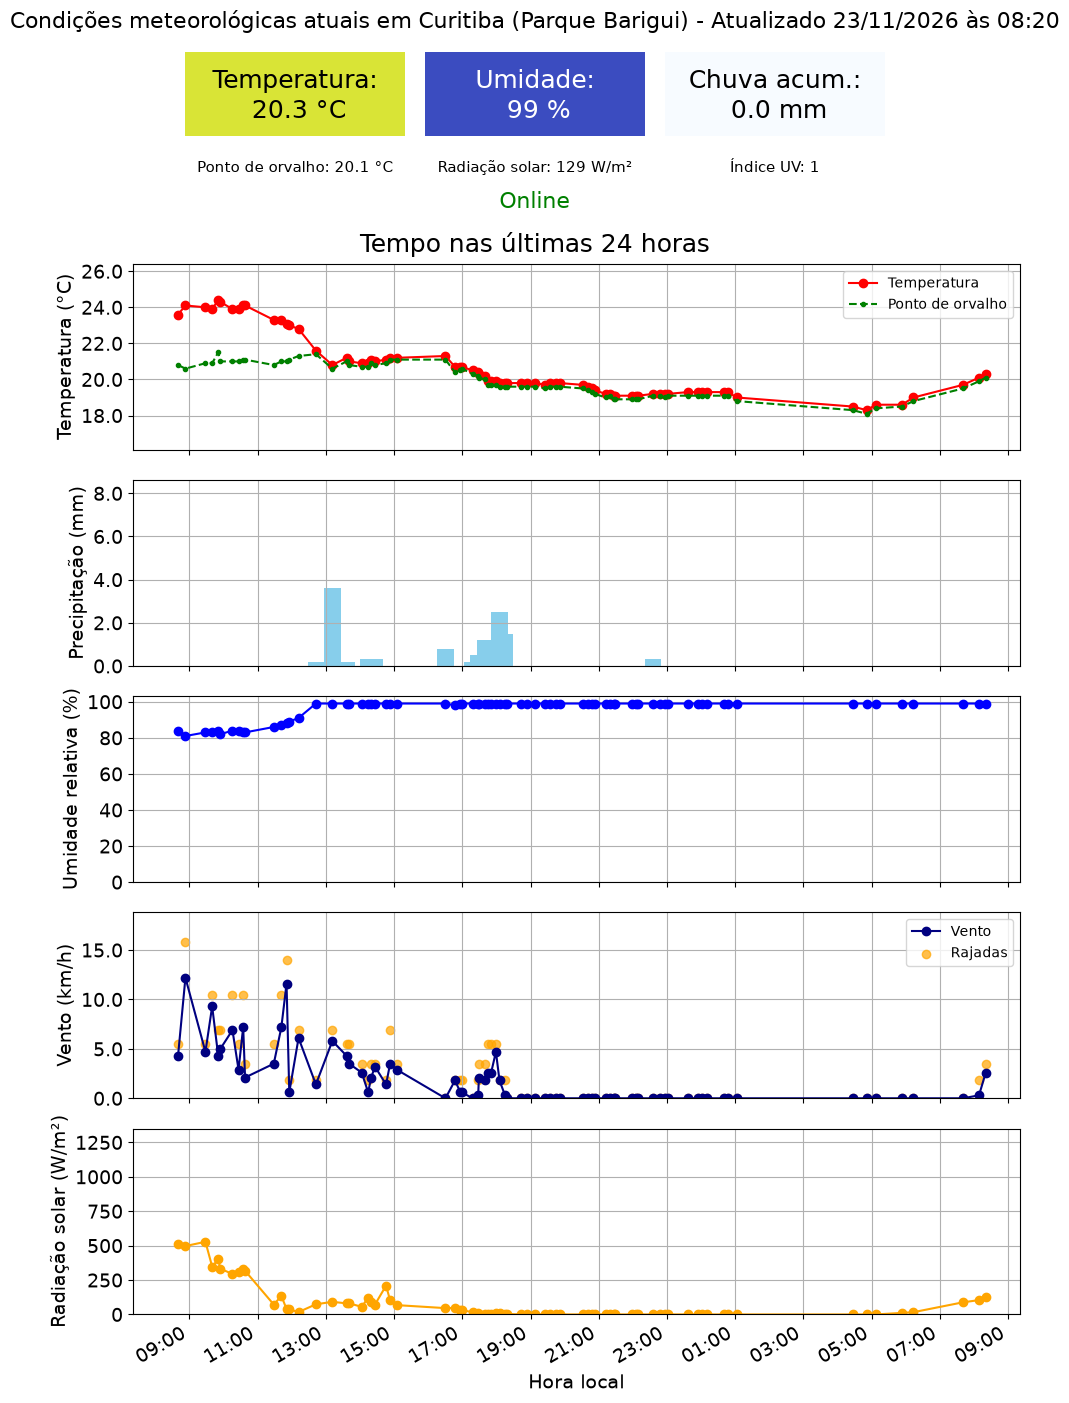 Condições meteorológicas atuais em Curitiba (Parque Barigui) - Atualizado 23/11/2026 às 08:20
Temperatura:
20.3 °C
Umidade:
99 %
Chuva acum.:
0.0 mm
Ponto de orvalho: 20.1 °C
Radiação solar: 129 W/m²
Índice UV: 1
Online
Tempo nas últimas 24 horas
Temperatura (°C)
26.0
24.0
22.0
20.0
18.0
Temperatura
Ponto de orvalho
Precipitação (mm)
8.0
6.0
4.0
2.0
0.0
Umidade relativa (%)
100
80
60
40
20
0
Vento (km/h)
15.0
10.0
5.0
0.0
Vento
Rajadas
Radiação solar (W/m²)
1250
1000
750
500
250
0
09:00
11:00
13:00
15:00
17:00
19:00
21:00
23:00
01:00
03:00
05:00
07:00
09:00
Hora local